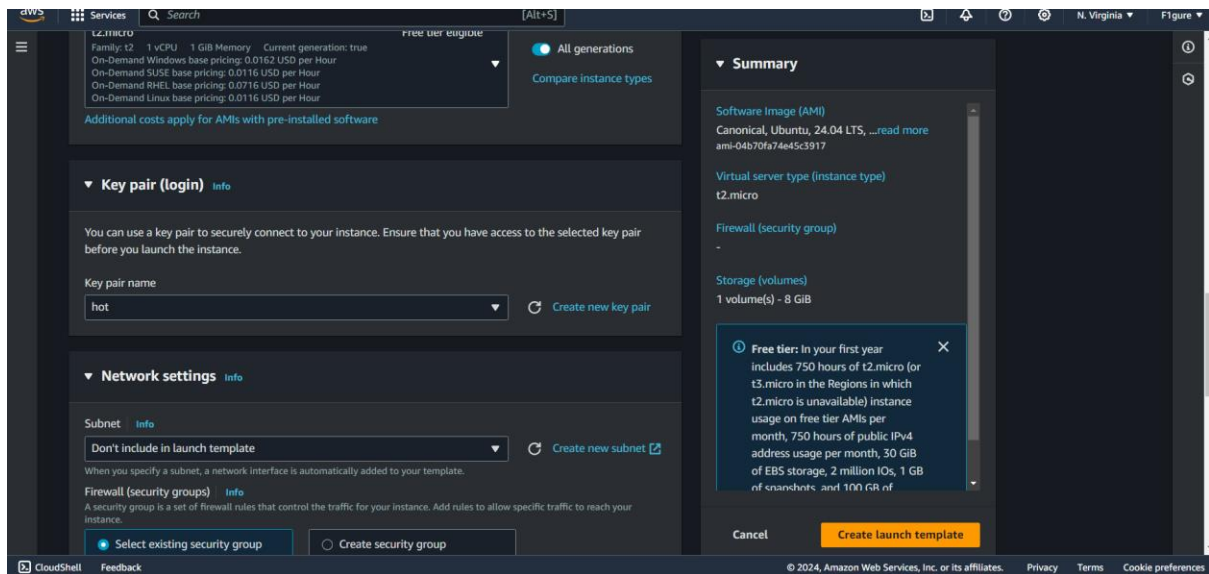 aws
Services
Search
[Alt+S]
N. Virginia
F1gure
t2.micro
Free tier eligible
Family: t2 1 vCPU 1 GiB Memory Current generation: true
On-Demand Windows base pricing: 0.0162 USD per Hour
On-Demand SUSE base pricing: 0.0116 USD per Hour
On-Demand RHEL base pricing: 0.0716 USD per Hour
On-Demand Linux base pricing: 0.0116 USD per Hour
All generations
Compare instance types
Additional costs apply for AMIs with pre-installed software
Key pair (login) Info
You can use a key pair to securely connect to your instance. Ensure that you have access to the selected key pair
before you launch the instance.
Key pair name
hot
Create new key pair
Network settings Info
Subnet Info
Don't include in launch template
Create new subnet
When you specify a subnet, a network interface is automatically added to your template.
Firewall (security groups) Info
A security group is a set of firewall rules that control the traffic for your instance. Add rules to allow specific traffic to reach your
instance.
Select existing security group
Create security group
Summary
Software Image (AMI)
Canonical, Ubuntu, 24.04 LTS, ...read more
ami-04b70fa74e45c3917
Virtual server type (instance type)
t2.micro
Firewall (security group)
-
Storage (volumes)
1 volume(s) - 8 GiB
Free tier: In your first year
includes 750 hours of t2.micro (or
t3.micro in the Regions in which
t2.micro is unavailable) instance
usage on free tier AMIs per
month, 750 hours of public IPv4
address usage per month, 30 GiB
of EBS storage, 2 million IOs, 1 GB
of snapshots, and 100 GB of
Cancel
Create launch template
CloudShell
Feedback
© 2024, Amazon Web Services, Inc. or its affiliates.
Privacy
Terms
Cookie preferences